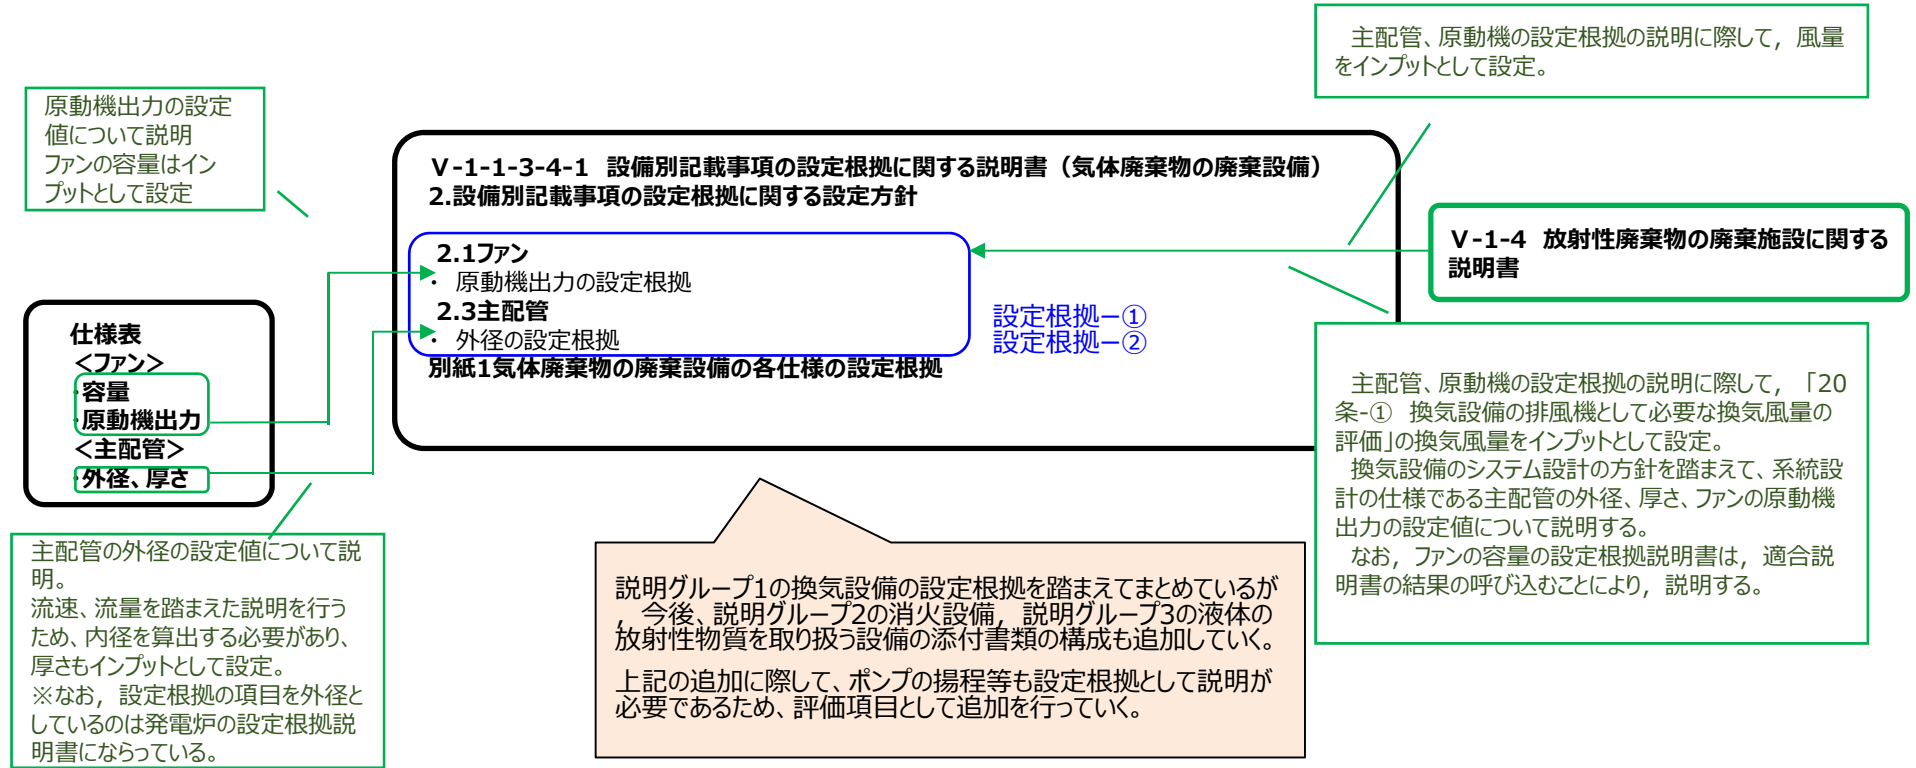 主配管、原動機の設定根拠の説明に際して，風量
をインプットとして設定。
原動機出力の設定
値について説明
ファンの容量はイン
プットとして設定
Ⅴ-1-1-3-4-1 設備別記載事項の設定根拠に関する説明書（気体廃棄物の廃棄設備）
2.設備別記載事項の設定根拠に関する設定方針
2.1ファン
・ 原動機出力の設定根拠
2.3主配管
・ 外径の設定根拠
別紙1気体廃棄物の廃棄設備の各仕様の設定根拠
設定根拠－①
設定根拠－②
Ⅴ-1-4 放射性廃棄物の廃棄施設に関する
説明書
仕様表
<ファン>
・容量
・原動機出力
<主配管>
・外径、厚さ
主配管、原動機の設定根拠の説明に際して，「20
条-① 換気設備の排風機として必要な換気風量の
評価」の換気風量をインプットとして設定。
換気設備のシステム設計の方針を踏まえて、系統設
計の仕様である主配管の外径、厚さ、ファンの原動機
出力の設定値について説明する。
なお，ファンの容量の設定根拠説明書は，適合説
明書の結果の呼び込むことにより，説明する。
主配管の外径の設定値について説
明。
流速、流量を踏まえた説明を行う
ため、内径を算出する必要があり、
厚さもインプットとして設定。
※なお，設定根拠の項目を外径と
しているのは発電炉の設定根拠説
明書にならっている。
説明グループ1の換気設備の設定根拠を踏まえてまとめているが
，今後、説明グループ2の消火設備，説明グループ3の液体の
放射性物質を取り扱う設備の添付書類の構成も追加していく。
上記の追加に際して、ポンプの揚程等も設定根拠として説明が
必要であるため、評価項目として追加を行っていく。